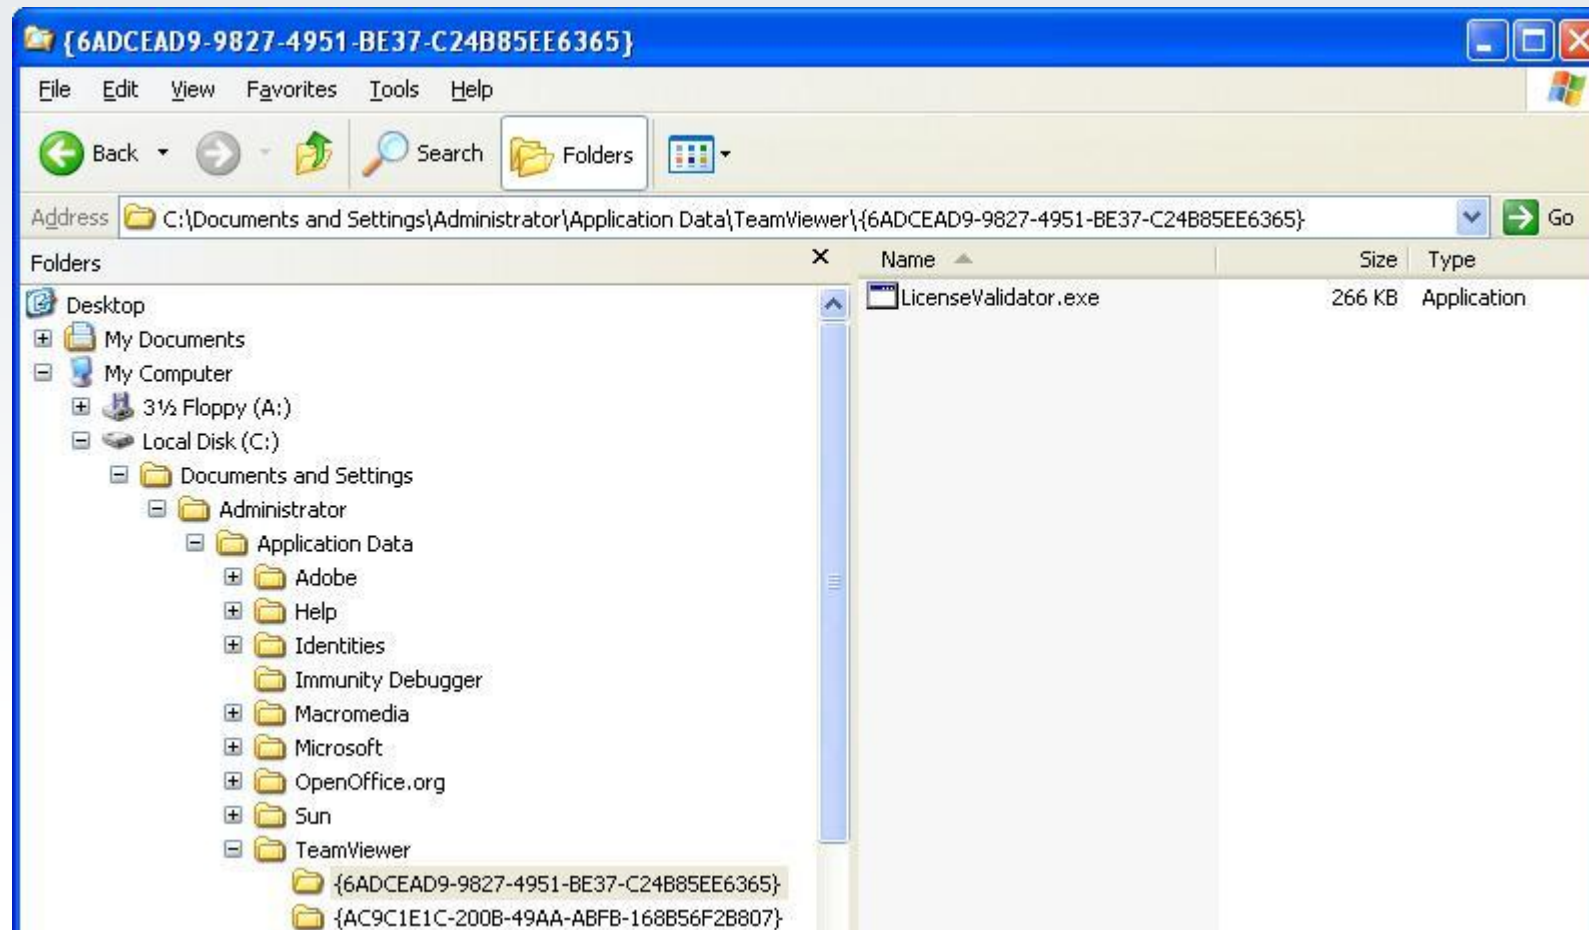 {6ADCEAD9-9827-4951-BE37-C24B85EE6365}
File Edit View Favorites Tools Help
Back Search Folders
Address C:\Documents and Settings\Administrator\Application Data\TeamViewer\{6ADCEAD9-9827-4951-BE37-C24B85EE6365} Go
Folders Name Size Type
Desktop LicenseValidator.exe 266 KB Application
My Documents
My Computer
3½ Floppy (A:)
Local Disk (C:)
Documents and Settings
Administrator
Application Data
Adobe
Help
Identities
Immunity Debugger
Macromedia
Microsoft
OpenOffice.org
Sun
TeamViewer
{6ADCEAD9-9827-4951-BE37-C24B85EE6365}
{AC9C1E1C-200B-49AA-ABFB-168B56F2B807}